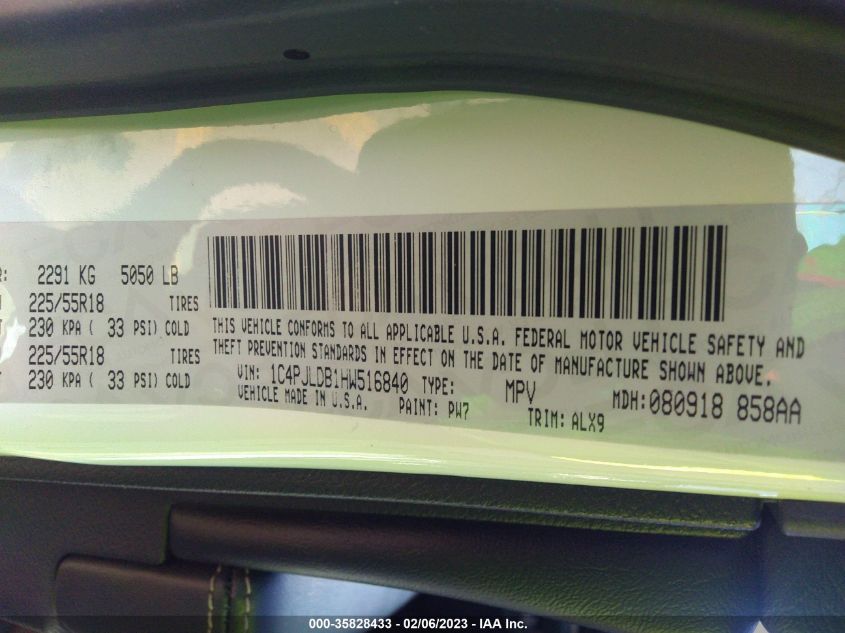 R: 2291 KG 5050 LB
225/55R18 TIRES
230 KPA ( 33 PSI) COLD
225/55R18 TIRES
230 KPA ( 33 PSI) COLD
THIS VEHICLE CONFORMS TO ALL APPLICABLE U.S.A. FEDERAL MOTOR VEHICLE SAFETY AND
THEFT PREVENTION STANDARDS IN EFFECT ON THE DATE OF MANUFACTURE SHOWN ABOVE.
VIN: 1C4PJLDB1HW516840 TYPE: MPV MDH: 080918 858AA
VEHICLE MADE IN U.S.A. PAINT: PW7 TRIM: ALX9
000-35828433 - 02/06/2023 - IAA Inc.